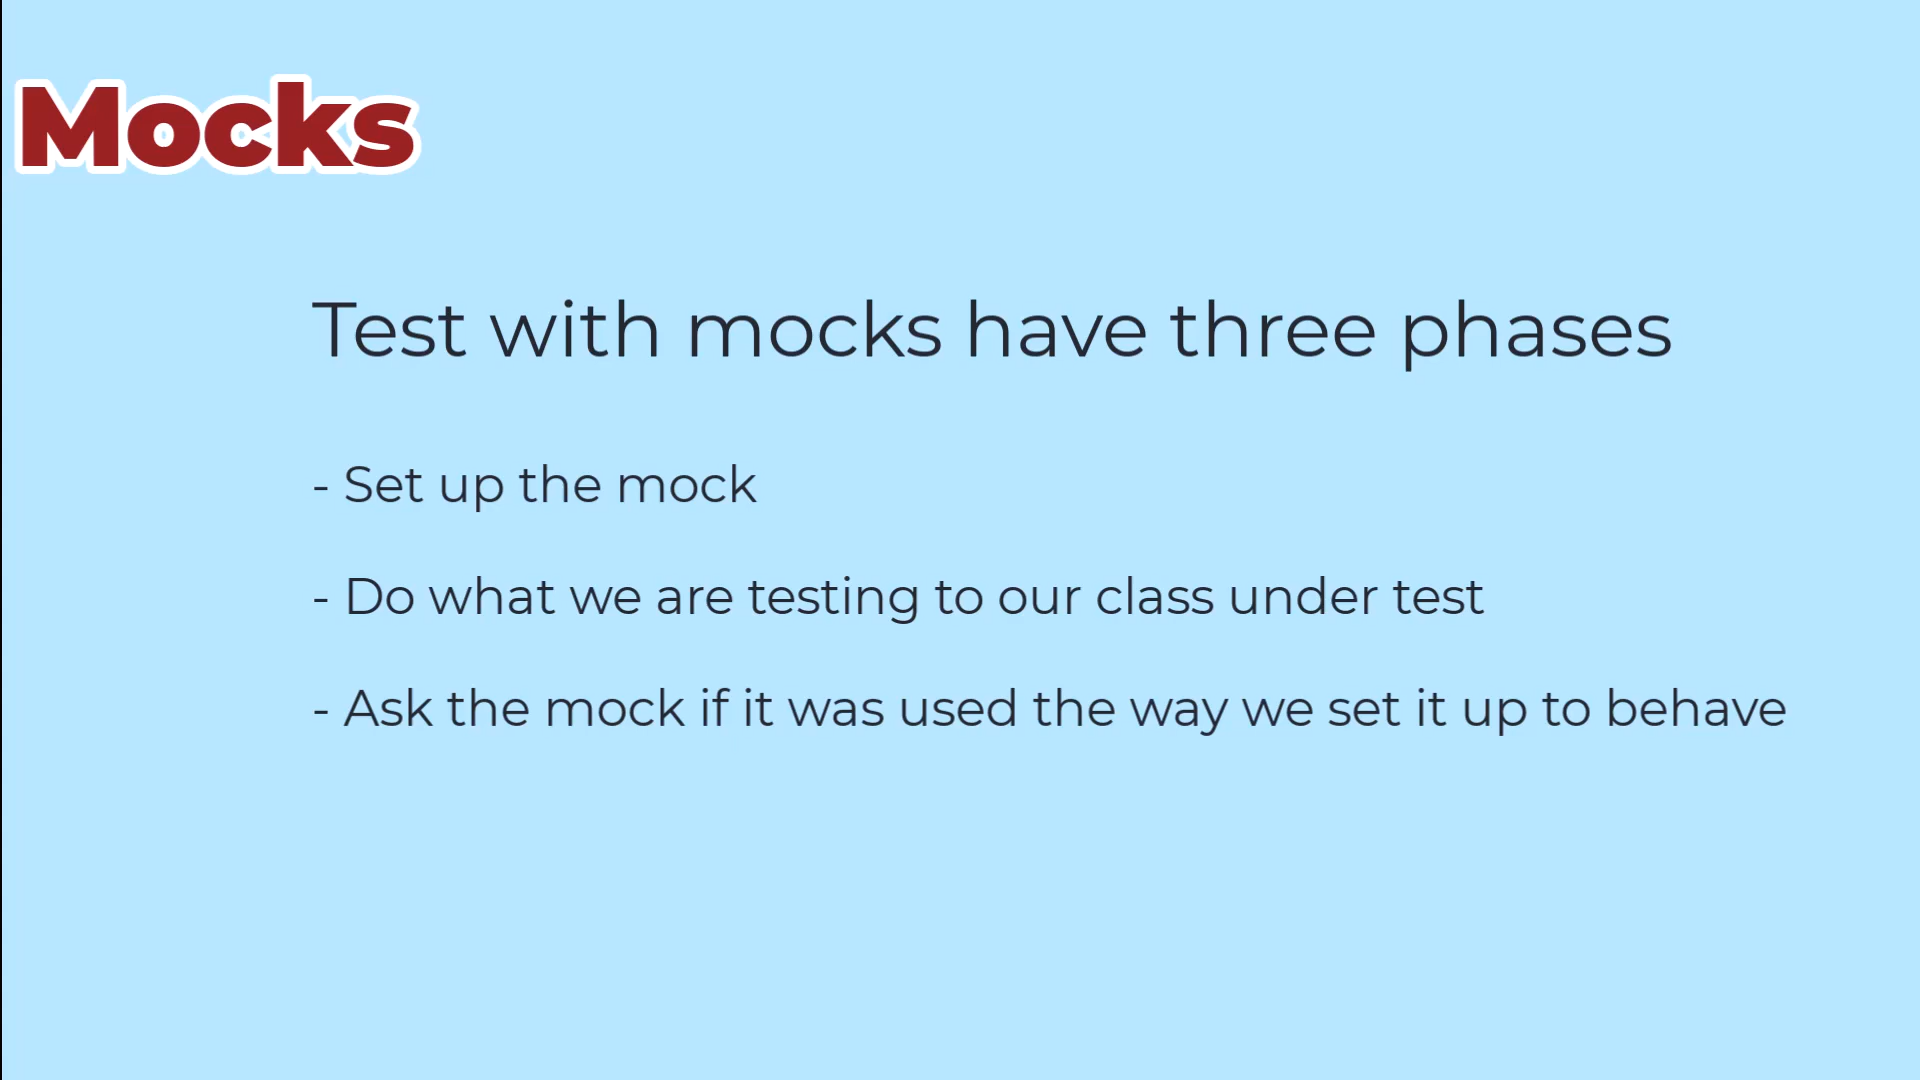 Mocks
Test with mocks have three phases
- Set up the mock
- Do what we are testing to our class under test
- Ask the mock if it was used the way we set it up to behave